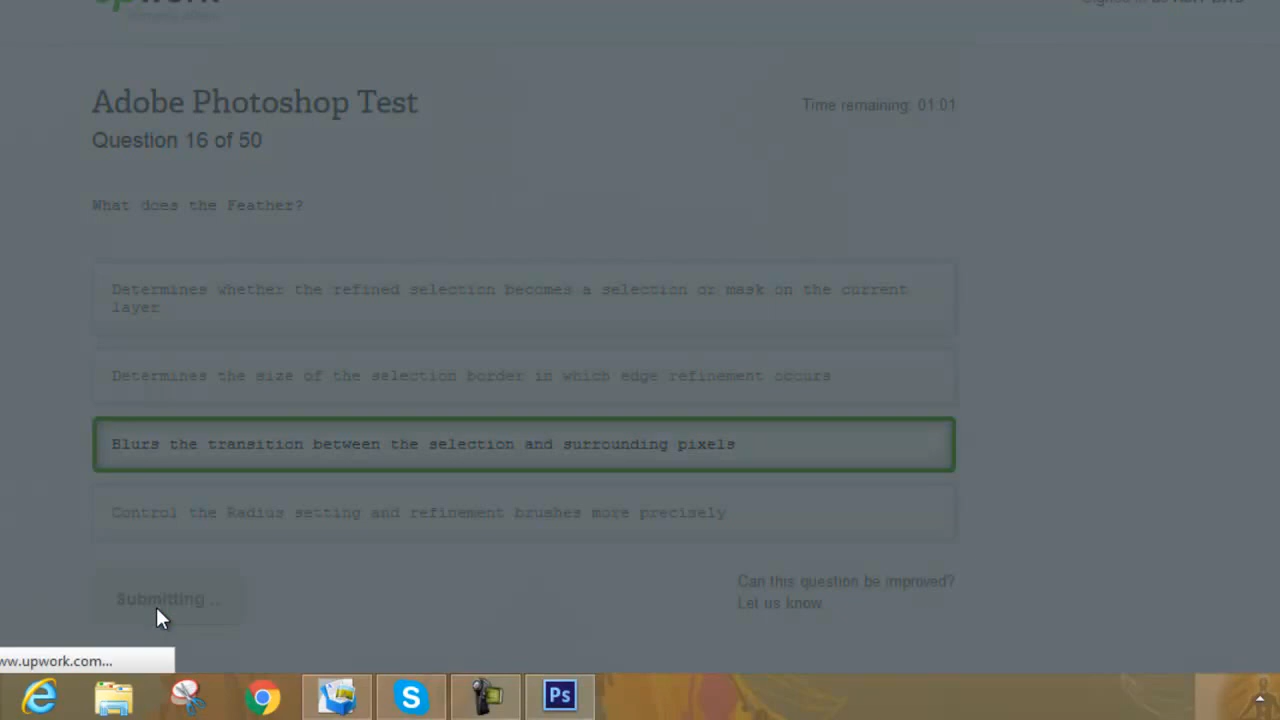 Adobe Photoshop Test
Time remaining: 01:01
Question 16 of 50
What does the Feather?
Determines whether the refined selection becomes a selection or mask on the current
layer
Determines the size of the selection border in which edge refinement occurs
Blurs the transition between the selection and surrounding pixels
Control the Radius setting and refinement brushes more precisely
Submitting ...
Can this question be improved?
Let us know
ww.upwork.com...
Ps